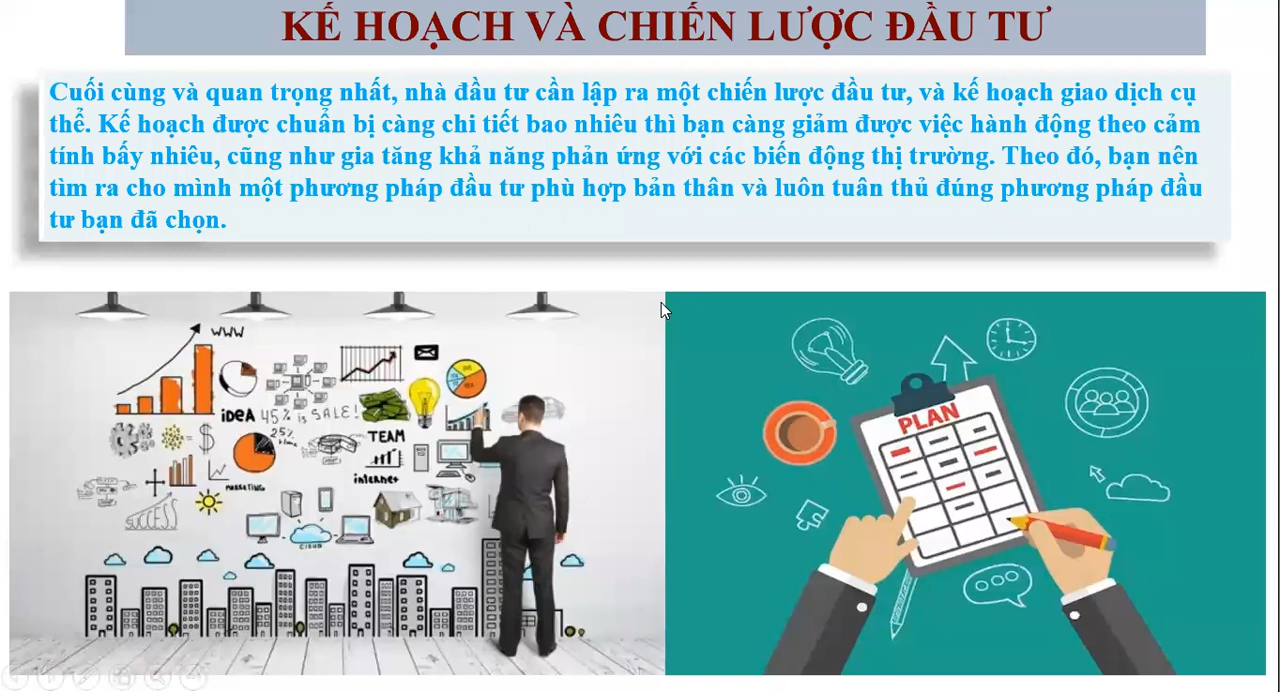 KẾ HOẠCH VÀ CHIẾN LƯỢC ĐẦU TƯ
Cuối cùng và quan trọng nhất, nhà đầu tư cần lập ra một chiến lược đầu tư, và kế hoạch giao dịch cụ
thể. Kế hoạch được chuẩn bị càng chi tiết bao nhiêu thì bạn càng giảm được việc hành động theo cảm
tính bấy nhiêu, cũng như gia tăng khả năng phản ứng với các biến động thị trường. Theo đó, bạn nên
tìm ra cho mình một phương pháp đầu tư phù hợp bản thân và luôn tuân thủ đúng phương pháp đầu
tư bạn đã chọn.
WWW
iDEA 45% is SALE!
25%
TEAM
internet
marketing
SUCCESS
CLOUD
PLAN